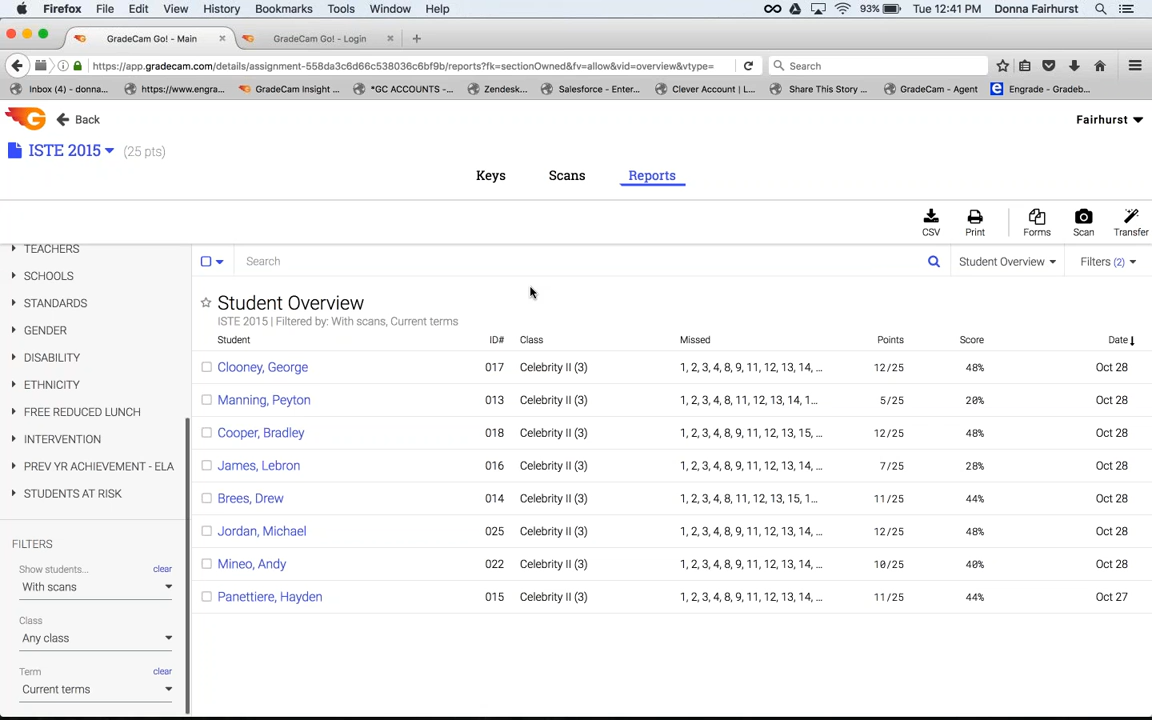 Firefox File Edit View History Bookmarks Tools Window Help 93% Tue 12:41 PM Donna Fairhurst
GradeCam Go! - Main GradeCam Go! - Login
https://app.gradecam.com/details/assignment-558da3c6d66c538036c6bf9b/reports?fk=sectionOwned&fv=allow&vid=overview&vtype= Search
Inbox (4) - donna... https://www.engra... GradeCam Insight ... *GC ACCOUNTS -... Zendesk... Salesforce - Enter... Clever Account | L... Share This Story ... GradeCam - Agent Engrade - Gradeb...
Back Fairhurst
ISTE 2015 (25 pts)
Keys Scans Reports
CSV Print Forms Scan Transfer
TEACHERS
SCHOOLS
STANDARDS
GENDER
DISABILITY
ETHNICITY
FREE REDUCED LUNCH
INTERVENTION
PREV YR ACHIEVEMENT - ELA
STUDENTS AT RISK
FILTERS
Show students... clear
With scans
Class
Any class
Term clear
Current terms
Search Student Overview Filters (2)
Student Overview
ISTE 2015 | Filtered by: With scans, Current terms
Student ID# Class Missed Points Score Date
Clooney, George 017 Celebrity II (3) 1, 2, 3, 4, 8, 9, 11, 12, 13, 14, ... 12/25 48% Oct 28
Manning, Peyton 013 Celebrity II (3) 1, 2, 3, 4, 8, 11, 12, 13, 14, 1... 5/25 20% Oct 28
Cooper, Bradley 018 Celebrity II (3) 1, 2, 3, 4, 8, 9, 11, 12, 13, 15, ... 12/25 48% Oct 28
James, Lebron 016 Celebrity II (3) 1, 2, 3, 4, 8, 9, 11, 12, 13, 14, ... 7/25 28% Oct 28
Brees, Drew 014 Celebrity II (3) 1, 2, 3, 4, 8, 11, 12, 13, 15, 1... 11/25 44% Oct 28
Jordan, Michael 025 Celebrity II (3) 1, 2, 3, 4, 8, 9, 11, 12, 13, 14, ... 12/25 48% Oct 28
Mineo, Andy 022 Celebrity II (3) 1, 2, 3, 4, 8, 9, 11, 12, 13, 14, ... 10/25 40% Oct 28
Panettiere, Hayden 015 Celebrity II (3) 1, 2, 3, 4, 8, 9, 11, 12, 13, 14, ... 11/25 44% Oct 27